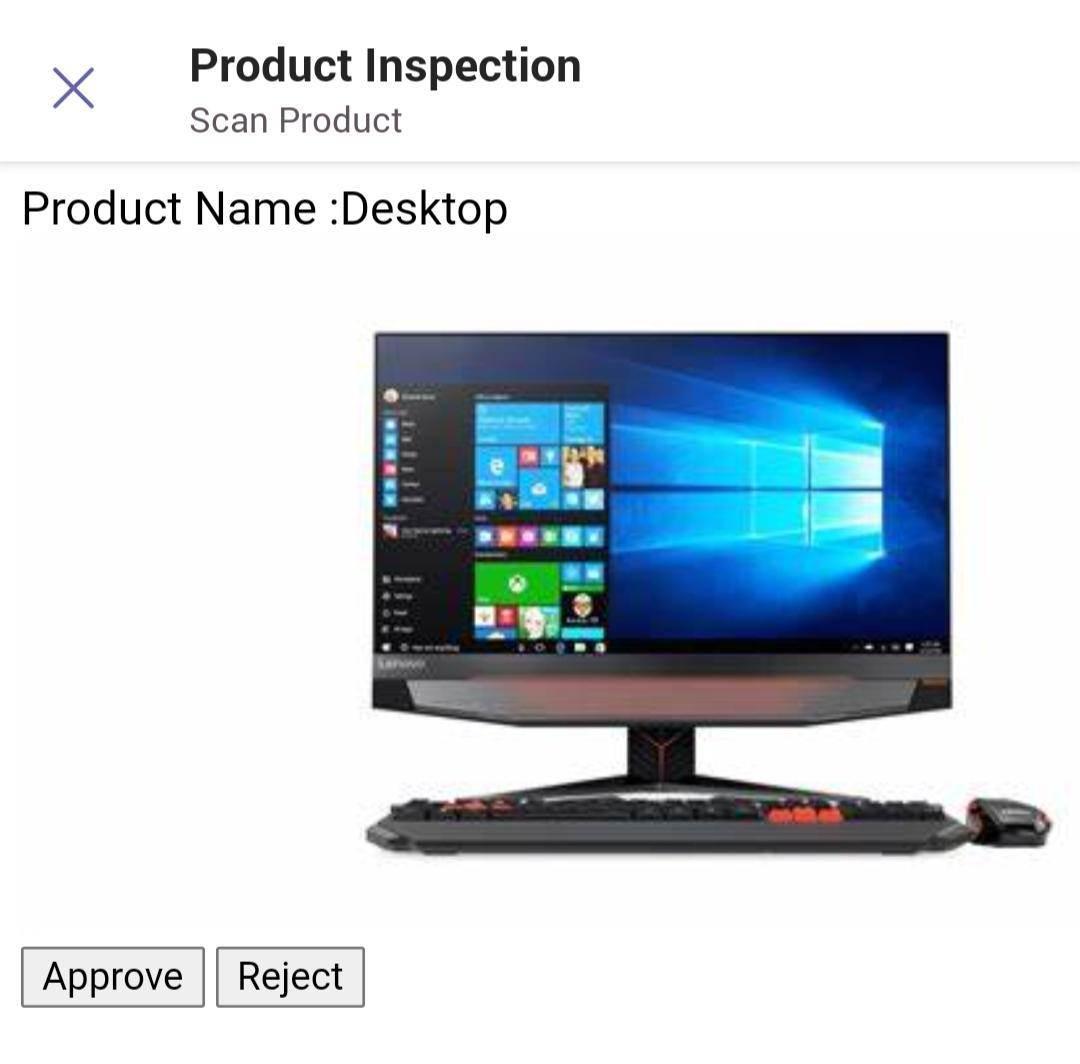 Product Inspection
Scan Product
Product Name :Desktop
Lenovo
Approve Reject